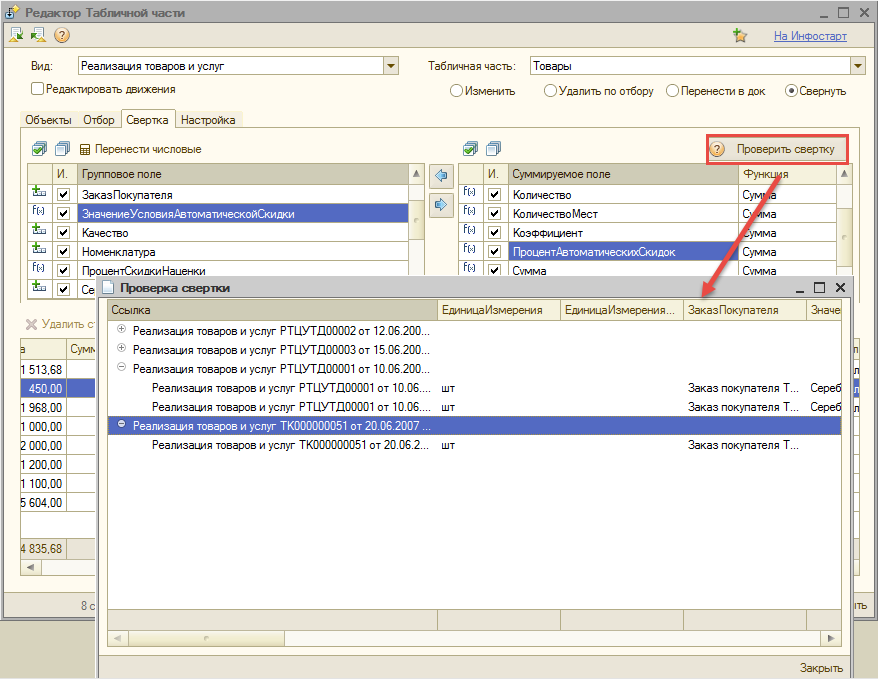 Редактор Табличной части
На Инфостарт
Вид: Реализация товаров и услуг Табличная часть: Товары
Редактировать движения Изменить Удалить по отбору Перенести в док Свернуть
Объекты Отбор Свертка Настройка
Перенести числовые Проверить свертку
И. Групповое поле И. Суммируемое поле Функция
ЗаказПокупателя Количество Сумма
ЗначениеУсловияАвтоматическойСкидки КоличествоМест Сумма
Качество Коэффициент Сумма
Номенклатура ПроцентАвтоматическихСкидок Сумма
ПроцентСкидкиНаценки Сумма Сумма
Се
Проверка свертки
Ссылка ЕдиницаИзмерения ЕдиницаИзмерения... ЗаказПокупателя Значе
Реализация товаров и услуг РТЦУТД00002 от 12.06.200...
Удалить с
Реализация товаров и услуг РТЦУТД00003 от 15.06.200...
а Сумм
Реализация товаров и услуг РТЦУТД00001 от 10.06.200...
1 513,68
Реализация товаров и услуг РТЦУТД00001 от 10.06.... шт Заказ покупателя Т... Сереб
450,00
Реализация товаров и услуг РТЦУТД00001 от 10.06.... шт Заказ покупателя Т... Сереб
1 968,00
Реализация товаров и услуг ТК000000051 от 20.06.2007 ...
1 000,00
Реализация товаров и услуг ТК000000051 от 20.06.2... шт Заказ покупателя Т...
2 000,00
1 200,00
1 100,00
5 604,00
4 835,68
8 с
ть
Закрыть